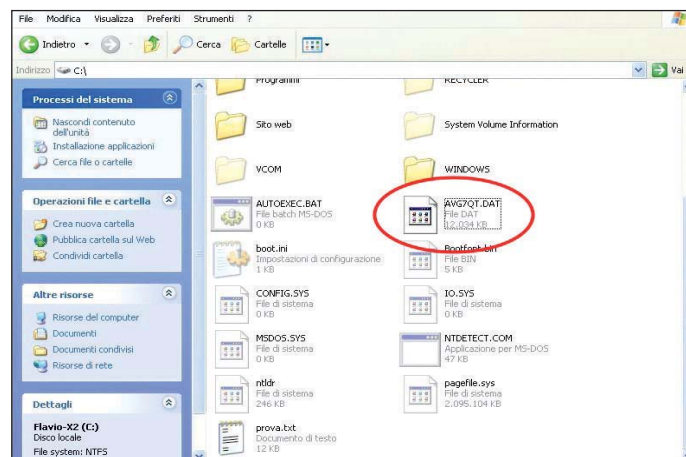 File Modifica Visualizza Preferiti Strumenti ?
Indietro Cerca Cartelle
Indirizzo C:\ Vai
Processi del sistema
Nascondi contenuto
dell'unità
Installazione applicazioni
Cerca file o cartelle
Operazioni file e cartella
Crea nuova cartella
Pubblica cartella sul Web
Condividi cartella
Altre risorse
Risorse del computer
Documenti
Documenti condivisi
Risorse di rete
Dettagli
Flavio-X2 (C:)
Disco locale
File system: NTFS
Programmi
RECYCLER
Sito web
System Volume Information
VCOM
WINDOWS
AUTOEXEC.BAT
File batch MS-DOS
0 KB
AVG7QT.DAT
File DAT
12.034 KB
boot.ini
Impostazioni di configurazione
1 KB
Bootfont.bin
File BIN
5 KB
CONFIG.SYS
File di sistema
0 KB
IO.SYS
File di sistema
0 KB
MSDOS.SYS
File di sistema
0 KB
NTDETECT.COM
Applicazione per MS-DOS
47 KB
ntldr
File di sistema
246 KB
pagefile.sys
File di sistema
2.095.104 KB
prova.txt
Documento di testo
12 KB